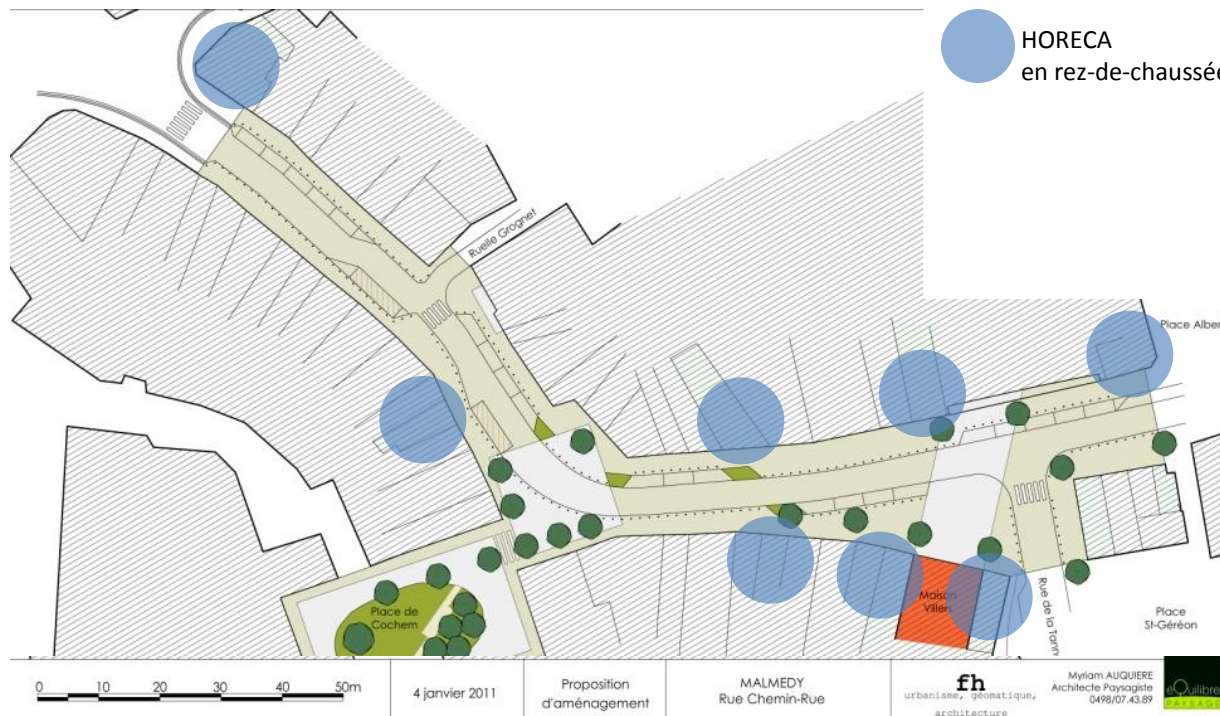 HORECA
en rez-de-chaussée
Ruelle Grognet
Place Alber
Place de
Cochem
Maison
Villers
Rue de la Tann
Place
St-Géréon
0 10 20 30 40 50m
4 janvier 2011
Proposition
d'aménagement
MALMEDY
Rue Chemin-Rue
fh
urbanisme, géomatique,
architecture
Myriam AUQUIERE
Architecte Paysagiste
0498/07.43.89
éQuilibre
PAYSAGE